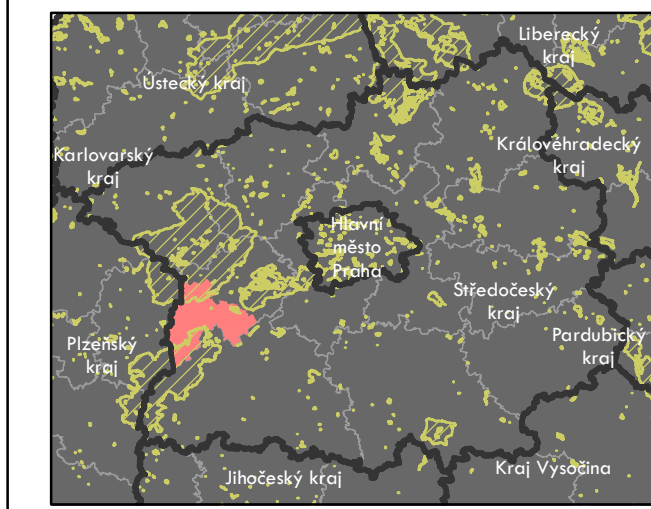 Liberecký
kraj
Ústecký kraj
Karlovarský
kraj
Královéhradecký
kraj
Hlavní
město
Praha
Středočeský
kraj
Plzeňský
kraj
Pardubický
kraj
Jihočeský kraj
Kraj Vysočina